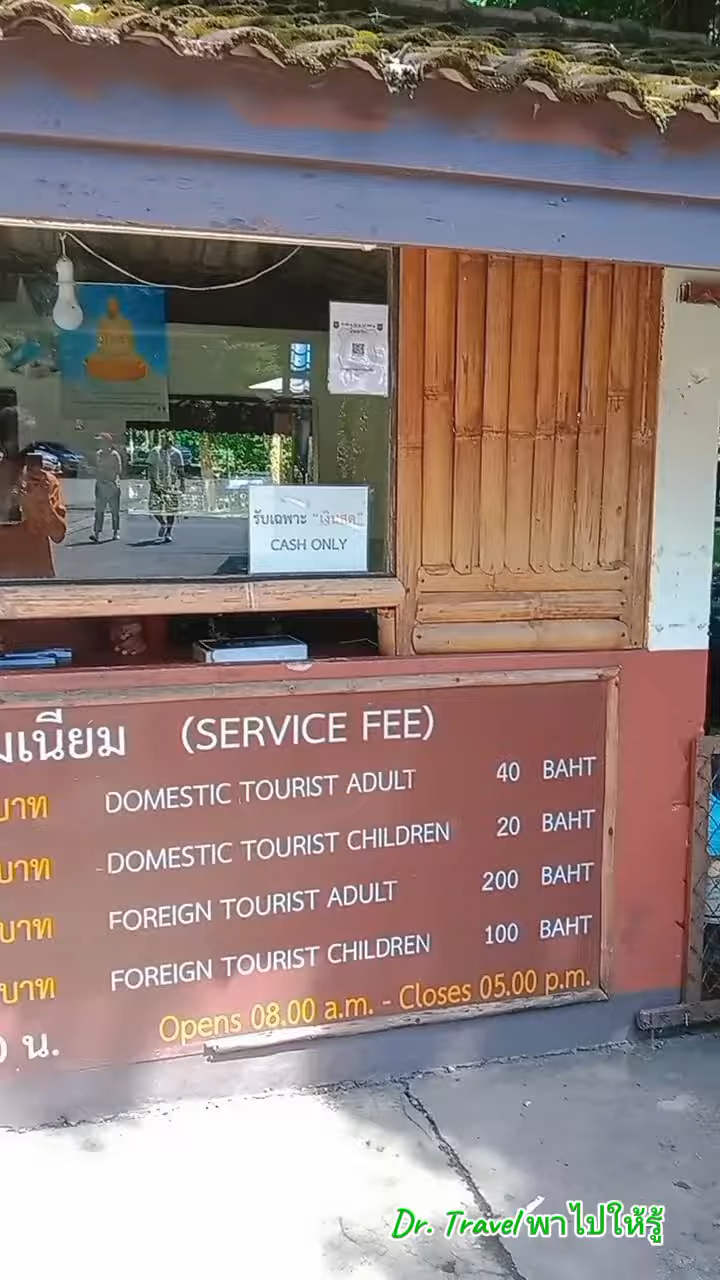 รับเฉพาะ "เงินสด"
CASH ONLY
มเนียม (SERVICE FEE)
บาท DOMESTIC TOURIST ADULT 40 BAHT
บาท DOMESTIC TOURIST CHILDREN 20 BAHT
บาท FOREIGN TOURIST ADULT 200 BAHT
บาท FOREIGN TOURIST CHILDREN 100 BAHT
0 น. Opens 08.00 a.m. - Closes 05.00 p.m.
Dr. Travel พาไปให้รู้